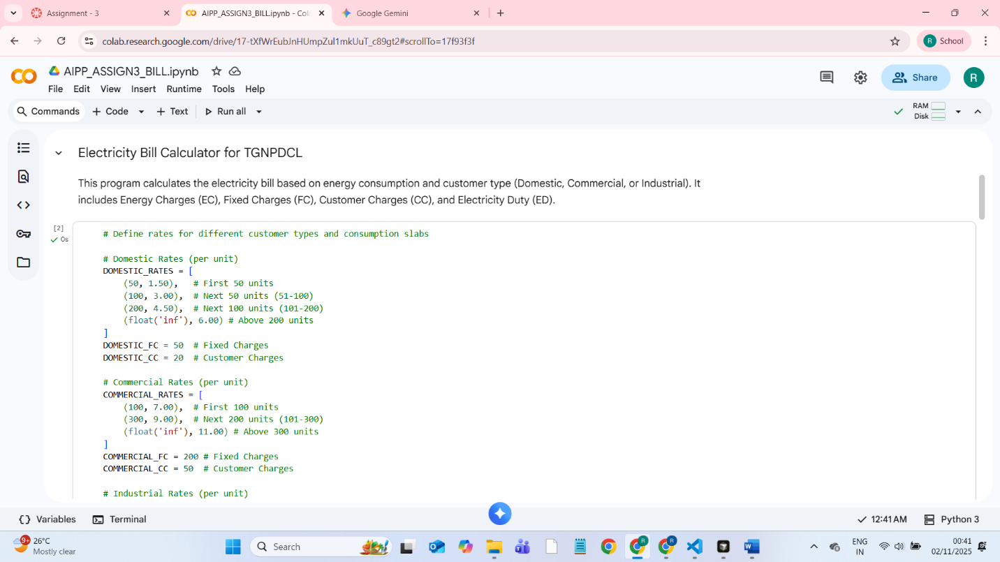 Assignment - 3
AIPP_ASSIGN3_BILL.ipynb - Col
Google Gemini
colab.research.google.com/drive/17-tXfWrEubJnHUmpZul1mkUuT_c89gt2#scrollTo=17f93f3f
R School
AIPP_ASSIGN3_BILL.ipynb
File Edit View Insert Runtime Tools Help
Share
R
Commands + Code + Text Run all
RAM
Disk
Electricity Bill Calculator for TGNPDCL
This program calculates the electricity bill based on energy consumption and customer type (Domestic, Commercial, or Industrial). It
includes Energy Charges (EC), Fixed Charges (FC), Customer Charges (CC), and Electricity Duty (ED).
[2]
0s
# Define rates for different customer types and consumption slabs
# Domestic Rates (per unit)
DOMESTIC_RATES = [
(50, 1.50),   # First 50 units
(100, 3.00),  # Next 50 units (51-100)
(200, 4.50),  # Next 100 units (101-200)
(float('inf'), 6.00) # Above 200 units
]
DOMESTIC_FC = 50  # Fixed Charges
DOMESTIC_CC = 20  # Customer Charges
# Commercial Rates (per unit)
COMMERCIAL_RATES = [
(100, 7.00),  # First 100 units
(300, 9.00),  # Next 200 units (101-300)
(float('inf'), 11.00) # Above 300 units
]
COMMERCIAL_FC = 200 # Fixed Charges
COMMERCIAL_CC = 50  # Customer Charges
# Industrial Rates (per unit)
{} Variables Terminal
12:41 AM Python 3
9+
26°C
Mostly clear
Search
R R
ENG
IN
00:41
02/11/2025